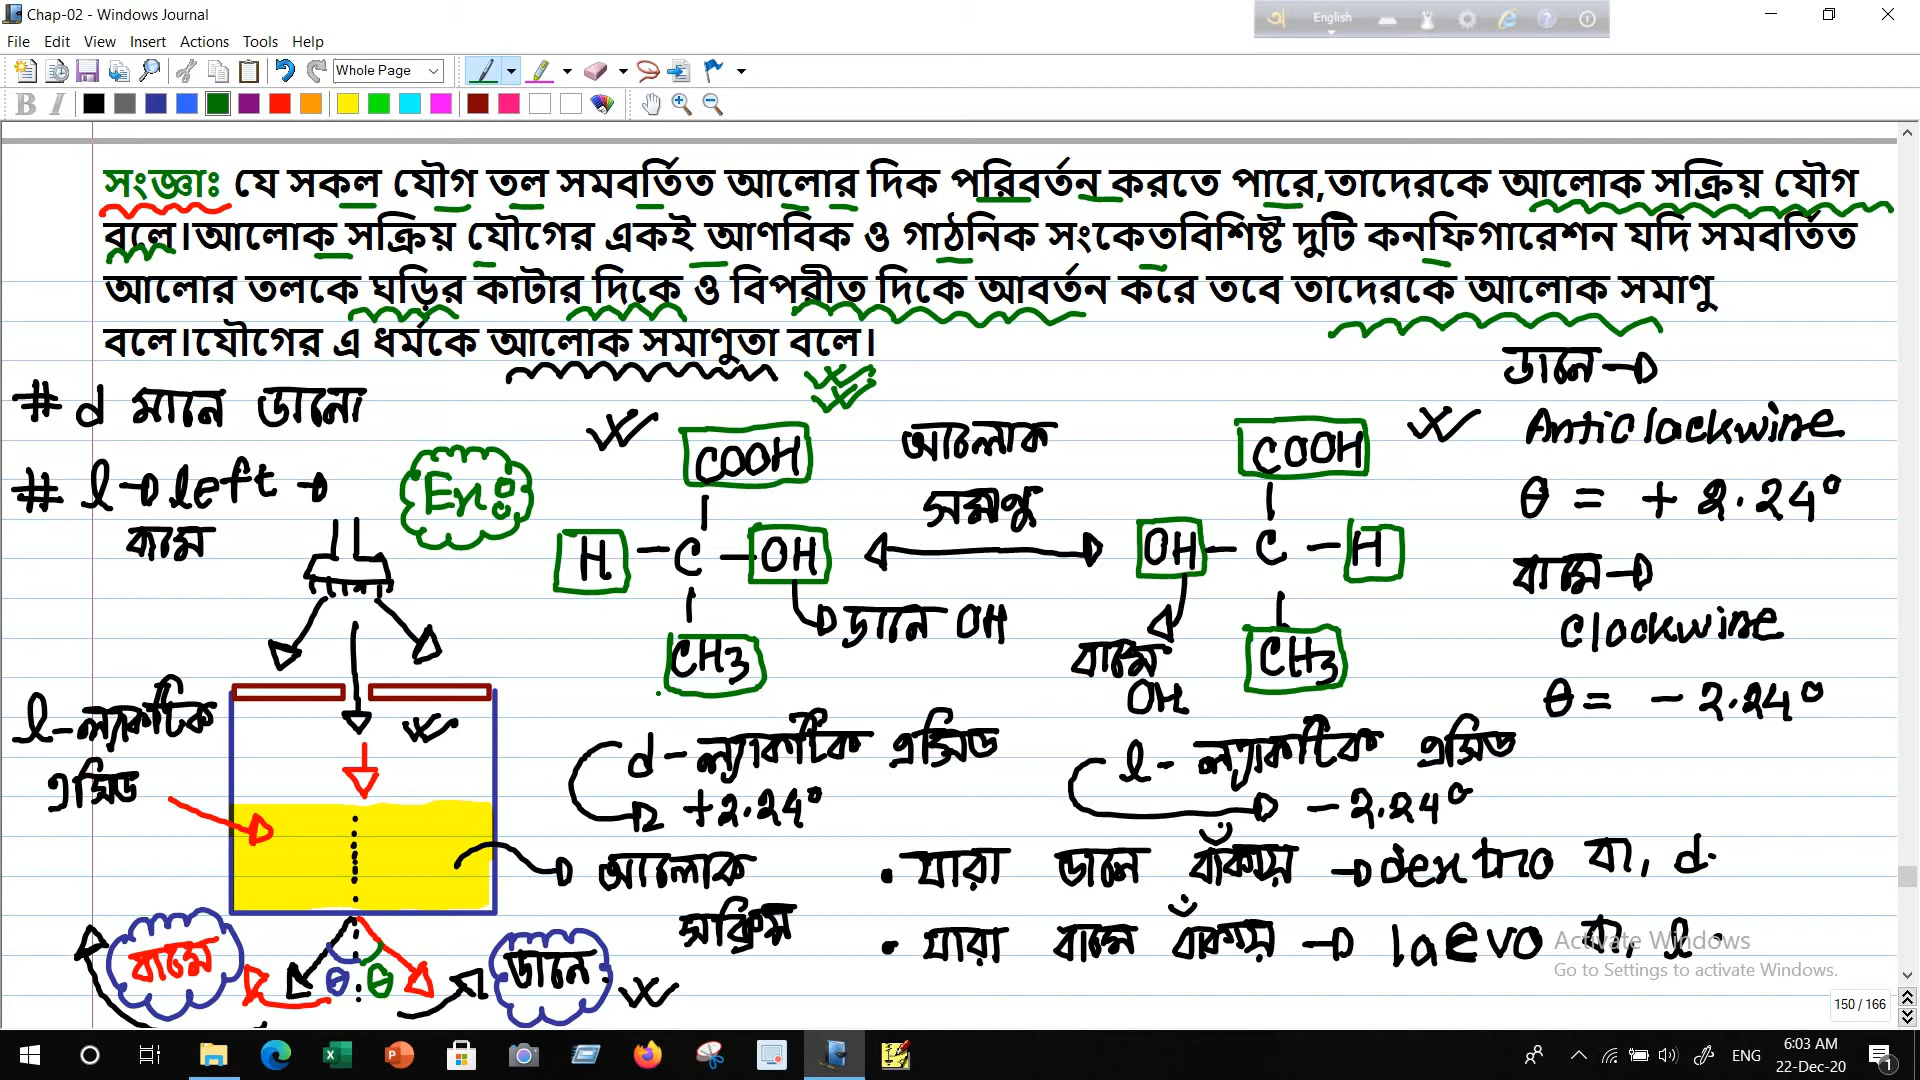 Chap-02 - Windows Journal
English
File Edit View Insert Actions Tools Help
Whole Page
B I
সংজ্ঞাঃ যে সকল যৌগ তল সমবর্তিত আলোর দিক পরিবর্তন করতে পারে,তাদেরকে আলোক সক্রিয় যৌগ
বলে।আলোক সক্রিয় যৌগের একই আণবিক ও গাঠনিক সংকেতবিশিষ্ট দুটি কনফিগারেশন যদি সমবর্তিত
আলোর তলকে ঘড়ির কাটার দিকে ও বিপরীত দিকে আবর্তন করে তবে তাদেরকে আলোক সমাণু
বলে।যৌগের এ ধর্মকে আলোক সমাণুতা বলে।
# d মানে ডানে
# l → left →
বামে
Ex:
COOH
H - C - OH
CH3
ডানে OH
আলোক
সমাণু
COOH
OH - C - H
CH3
বামে
OH
ডানে →
Anticlockwise
θ = + 2.24°
বামে →
Clockwise
θ = - 2.24°
l-ল্যাকটিক
এসিড
d-ল্যাকটিক এসিড
+2.24°
l-ল্যাকটিক এসিড
- 2.24°
আলোক
সক্রিয়
• যারা ডানে বাঁকায় → dextro বা, d.
• যারা বামে বাঁকায় → laevo বা, l.
বামে
θ θ
ডানে
Activate Windows
Go to Settings to activate Windows.
150 / 166
ENG
6:03 AM
22-Dec-20
1